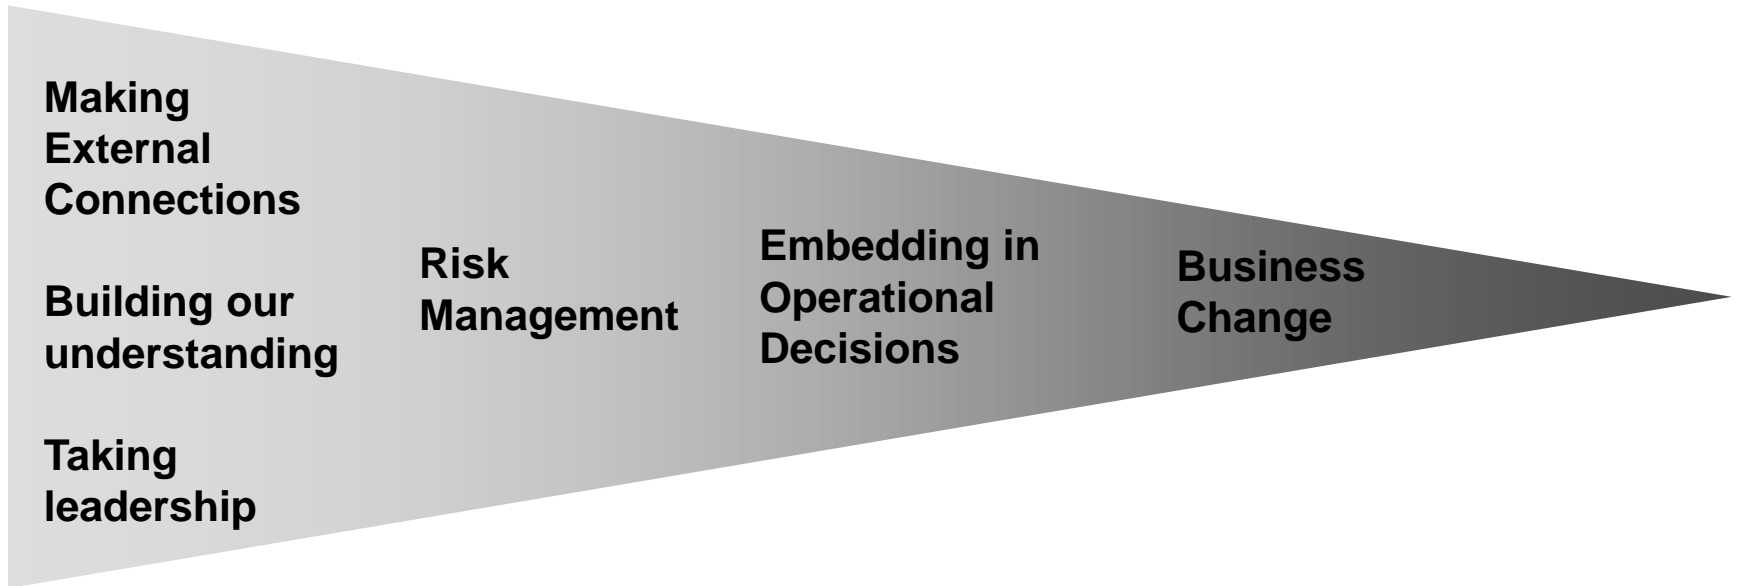 Making
External
Connections
Building our
understanding
Taking
leadership
Risk
Management
Embedding in
Operational
Decisions
Business
Change